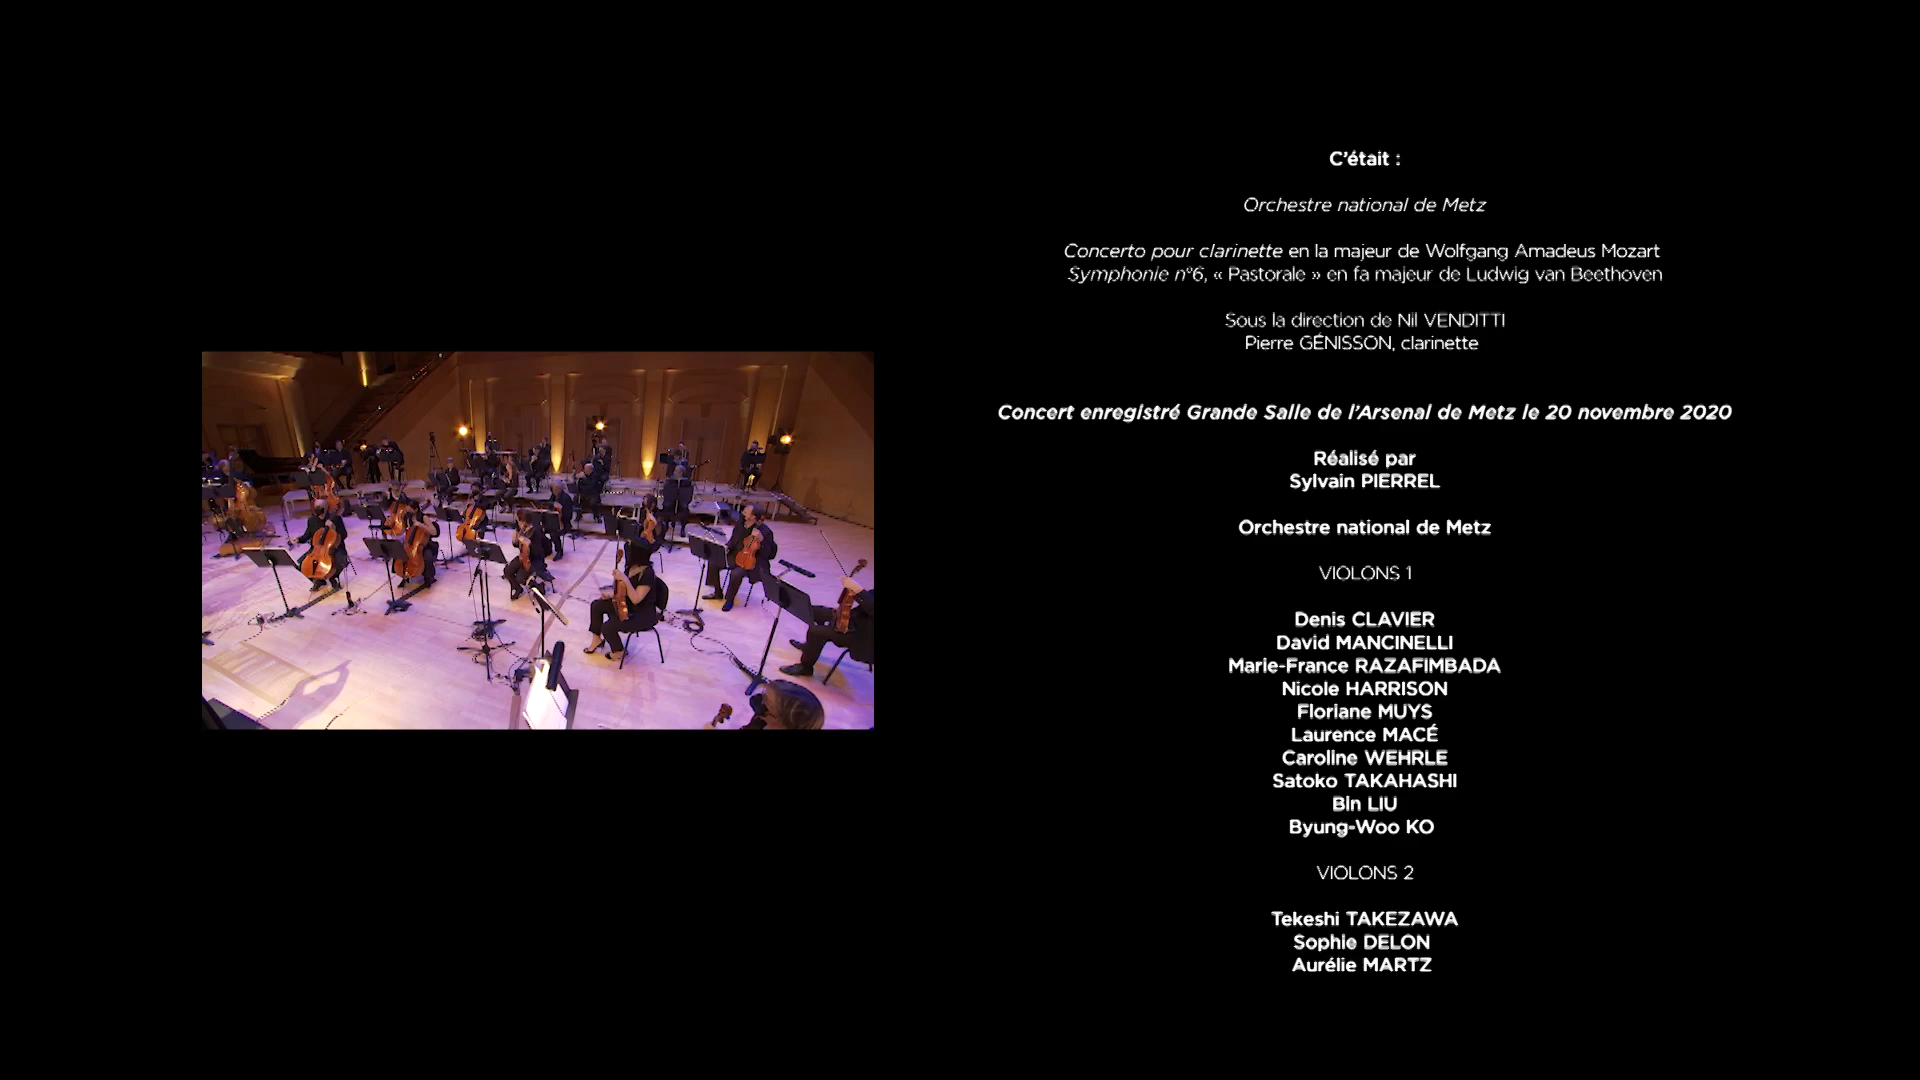 C'était :
Orchestre national de Metz
Concerto pour clarinette en la majeur de Wolfgang Amadeus Mozart
Symphonie n°6, « Pastorale » en fa majeur de Ludwig van Beethoven
Sous la direction de Nil VENDITTI
Pierre GÉNISSON, clarinette
Concert enregistré Grande Salle de l'Arsenal de Metz le 20 novembre 2020
Réalisé par
Sylvain PIERREL
Orchestre national de Metz
VIOLONS 1
Denis CLAVIER
David MANCINELLI
Marie-France RAZAFIMBADA
Nicole HARRISON
Floriane MUYS
Laurence MACÉ
Caroline WEHRLE
Satoko TAKAHASHI
Bin LIU
Byung-Woo KO
VIOLONS 2
Tekeshi TAKEZAWA
Sophie DELON
Aurélie MARTZ